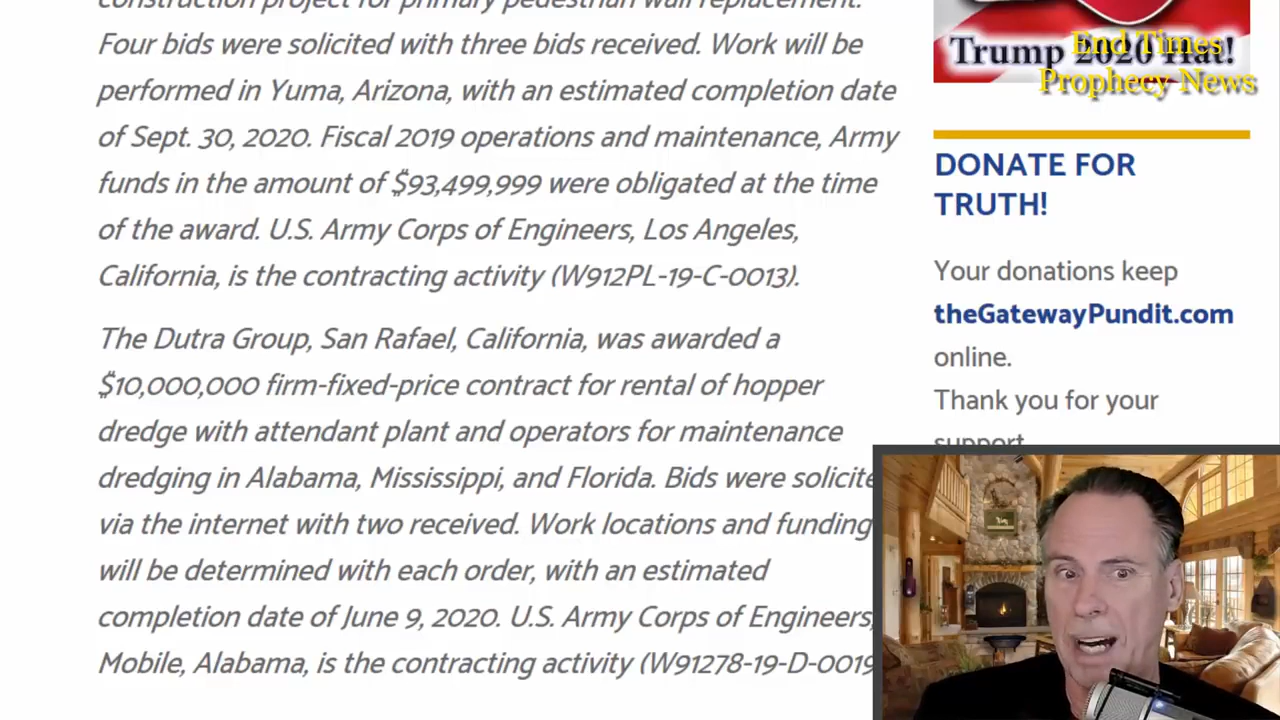 construction project for primary pedestrian wall replacement.
Four bids were solicited with three bids received. Work will be
performed in Yuma, Arizona, with an estimated completion date
of Sept. 30, 2020. Fiscal 2019 operations and maintenance, Army
funds in the amount of $93,499,999 were obligated at the time
of the award. U.S. Army Corps of Engineers, Los Angeles,
California, is the contracting activity (W912PL-19-C-0013).
The Dutra Group, San Rafael, California, was awarded a
$10,000,000 firm-fixed-price contract for rental of hopper
dredge with attendant plant and operators for maintenance
dredging in Alabama, Mississippi, and Florida. Bids were solicite
via the internet with two received. Work locations and funding
will be determined with each order, with an estimated
completion date of June 9, 2020. U.S. Army Corps of Engineers,
Mobile, Alabama, is the contracting activity (W91278-19-D-0019
Trump 2020 Hat!
End Times
Prophecy News
DONATE FOR
TRUTH!
Your donations keep
theGatewayPundit.com
online.
Thank you for your
support.